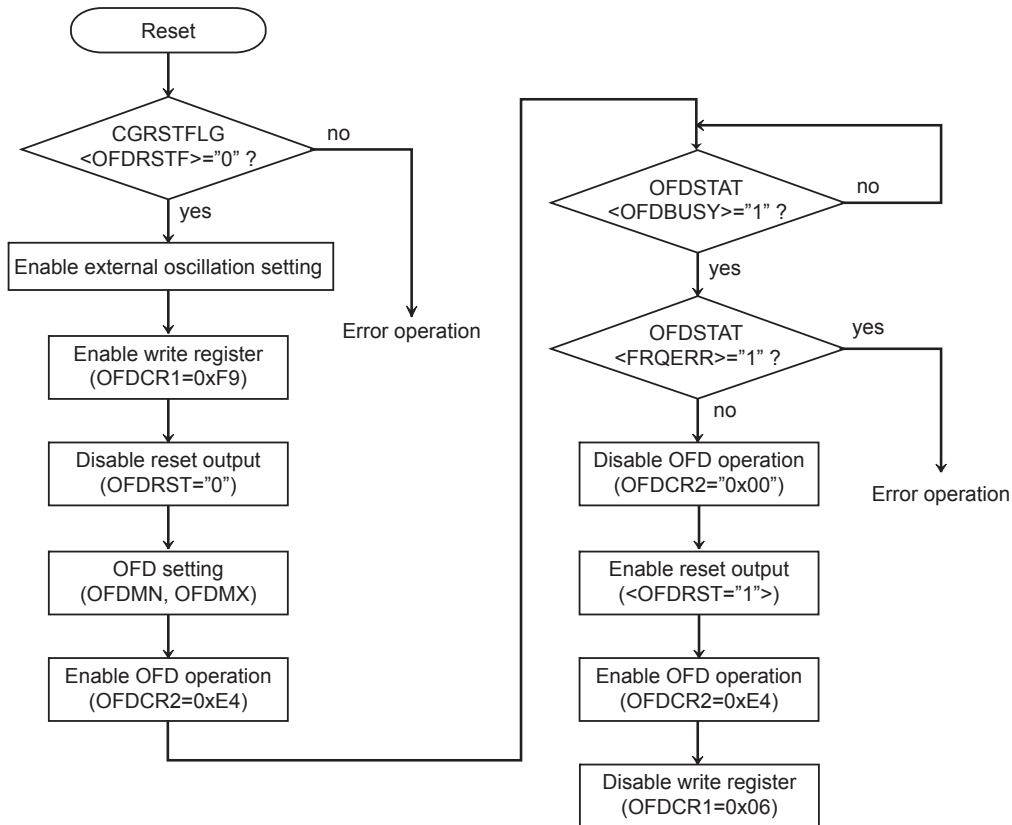 Reset
CGRSTFLG
<OFDRSTF>=”0” ?
no
yes
Enable external oscillation setting
Error operation
Enable write register
(OFDCR1=0xF9)
Disable reset output
(OFDRST=”0”)
OFD setting
(OFDMN, OFDMX)
Enable OFD operation
(OFDCR2=0xE4)
OFDSTAT
<OFDBUSY>=”1” ?
no
yes
OFDSTAT
<FRQERR>=”1” ?
yes
no
Error operation
Disable OFD operation
(OFDCR2=”0x00”)
Enable reset output
(<OFDRST=”1”>)
Enable OFD operation
(OFDCR2=0xE4)
Disable write register
(OFDCR1=0x06)